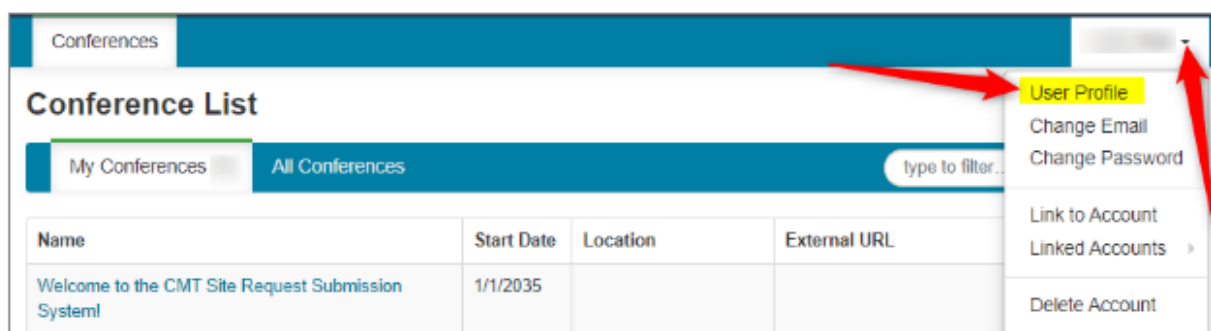 Conferences
Conference List
User Profile
Change Email
Change Password
My Conferences
All Conferences
type to filter...
Link to Account
Linked Accounts
Name
Start Date
Location
External URL
Welcome to the CMT Site Request Submission
System!
1/1/2035
Delete Account